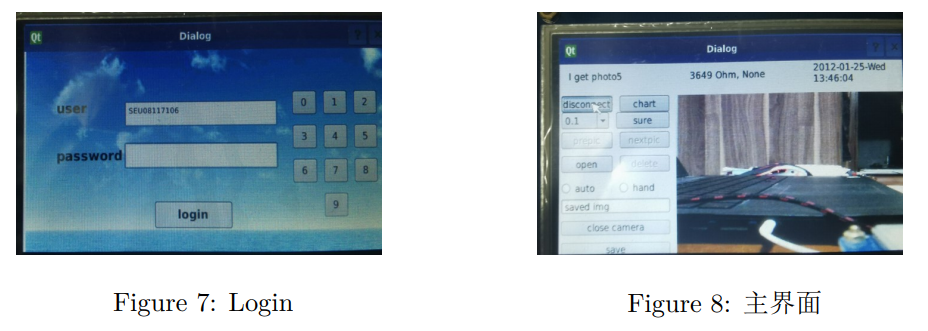 Qt Dialog ? X
user SEU08117106
password
0 1 2
3 4 5
6 7 8
9
login
Figure 7: Login
Qt Dialog ? X
I get photo5 3649 Ohm, None 2012-01-25-Wed
13:46:04
disconnect chart
0.1 sure
nextpic
open delete
auto hand
saved img
close camera
save
Figure 8: 主界面